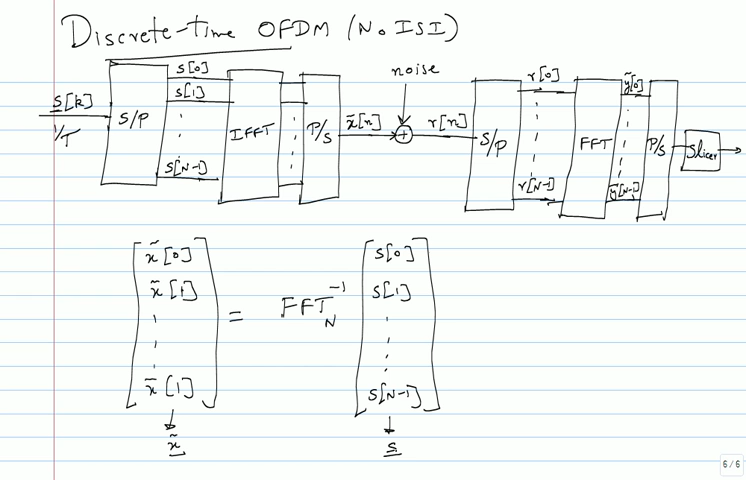 Discrete-time OFDM (No ISI)
s[k]
1/T
S/P
s[0]
s[1]
s[N-1]
IFFT
P/S
x̃[n]
noise
+
r[n]
S/P
r[0]
r[N-1]
FFT
ỹ[0]
ỹ[N-1]
P/S
Slicer
x̃[0]
x̃[1]
x̃[1]
x̃
=
FFT_N^-1
s[0]
s[1]
s[N-1]
s
6 / 6